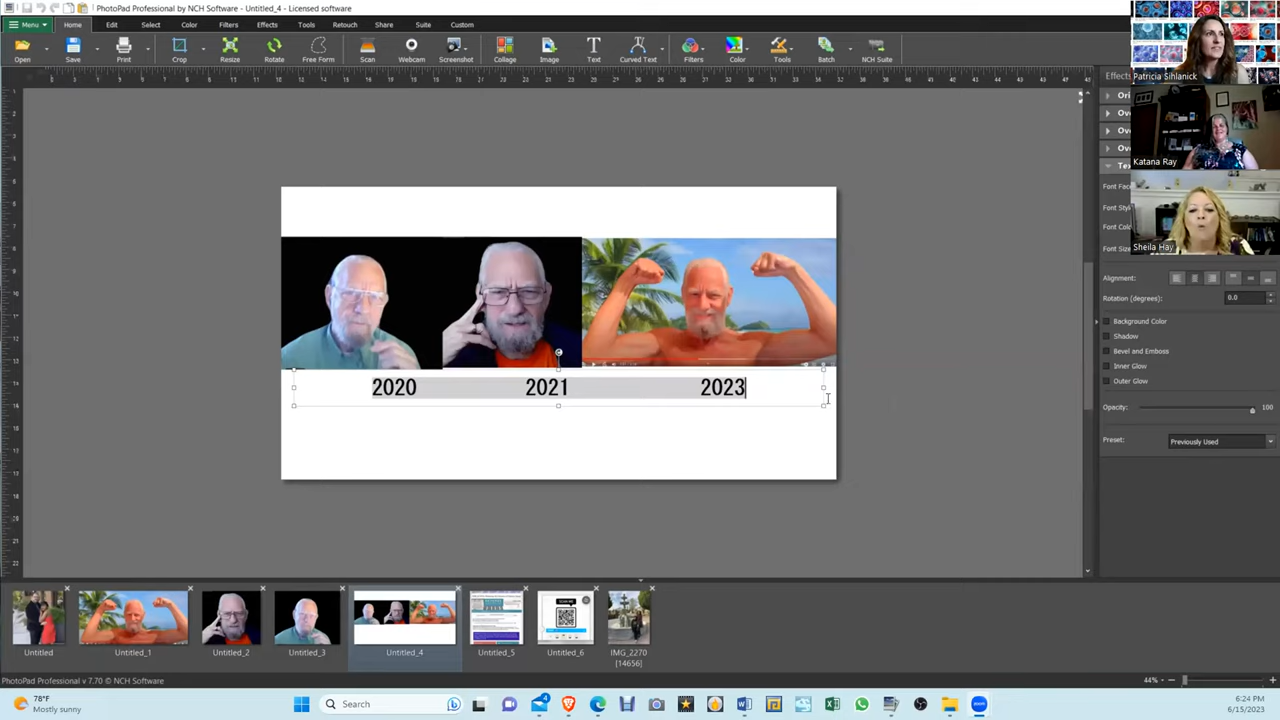 PhotoPad Professional by NCH Software - Untitled_4 - Licensed software
Menu Home Edit Select Color Filters Effects Tools Retouch Share Suite Custom
Open Save Print Crop Resize Rotate Free Form Scan Webcam Screenshot Collage Image Text Curved Text Filters Color Tools Batch NCH Suite
Patricia Sihlanick
Katana Ray
Sheila Hay
Effects
Alignment:
Rotation (degrees): 0.0
Background Color
Shadow
Bevel and Emboss
Inner Glow
Outer Glow
Opacity: 100
Preset: Previously Used
2020 2021 2023
Untitled Untitled_1 Untitled_2 Untitled_3 Untitled_4 Untitled_5 Untitled_6 IMG_2270
[14656]
PhotoPad Professional v 7.70 © NCH Software
44%
78°F
Mostly sunny
Search
6:24 PM
6/15/2023